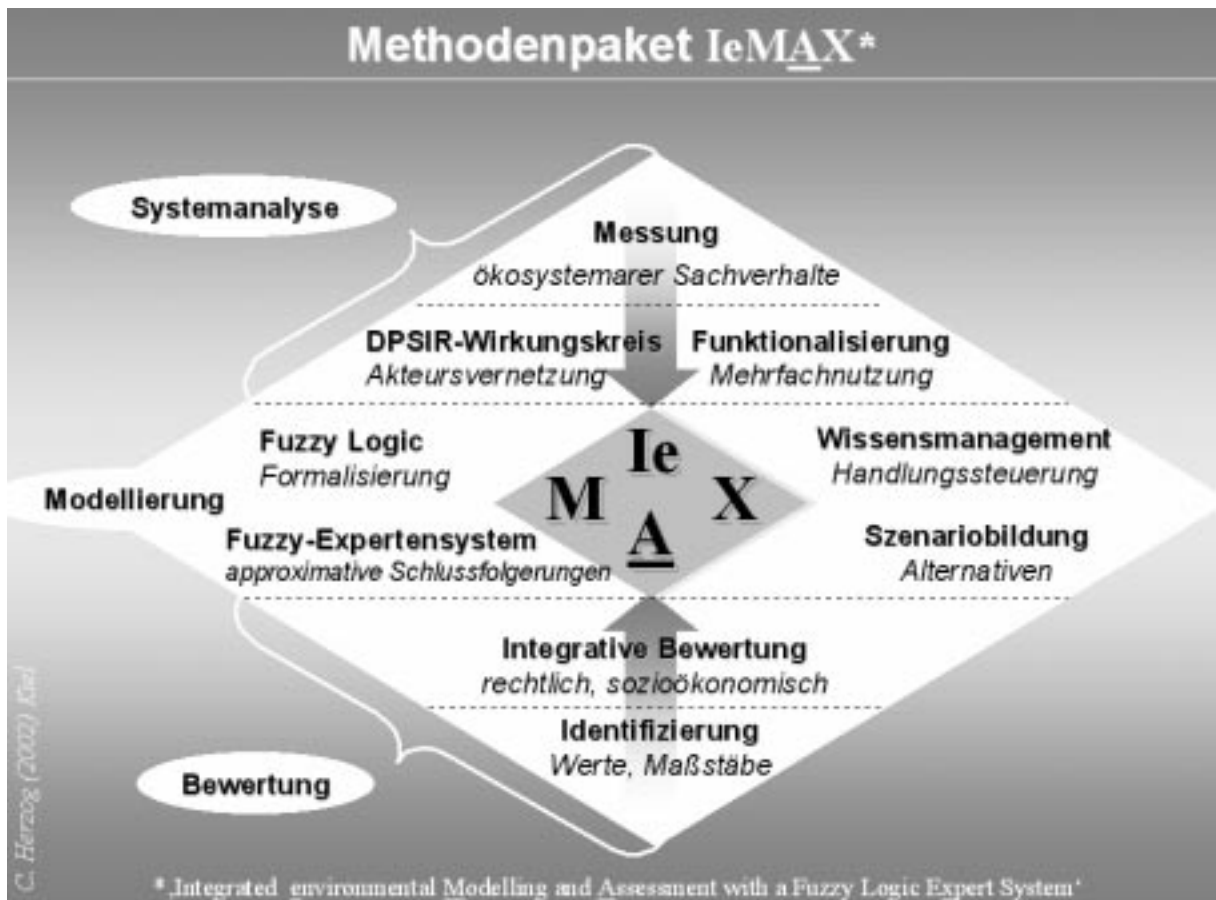 Methodenpaket IeMAX*
Systemanalyse
Messung
ökosystemarer Sachverhalte
DPSIR-Wirkungskreis
Akteursvernetzung
Funktionalisierung
Mehrfachnutzung
Modellierung
Fuzzy Logic
Formalisierung
Fuzzy-Expertensystem
approximative Schlussfolgerungen
Ie
M X
A
Wissensmanagement
Handlungssteuerung
Szenariobildung
Alternativen
Bewertung
Integrative Bewertung
rechtlich, sozioökonomisch
Identifizierung
Werte, Maßstäbe
C. Herzog (2002) Kiel
* ‚Integrated environmental Modelling and Assessment with a Fuzzy Logic Expert System‘